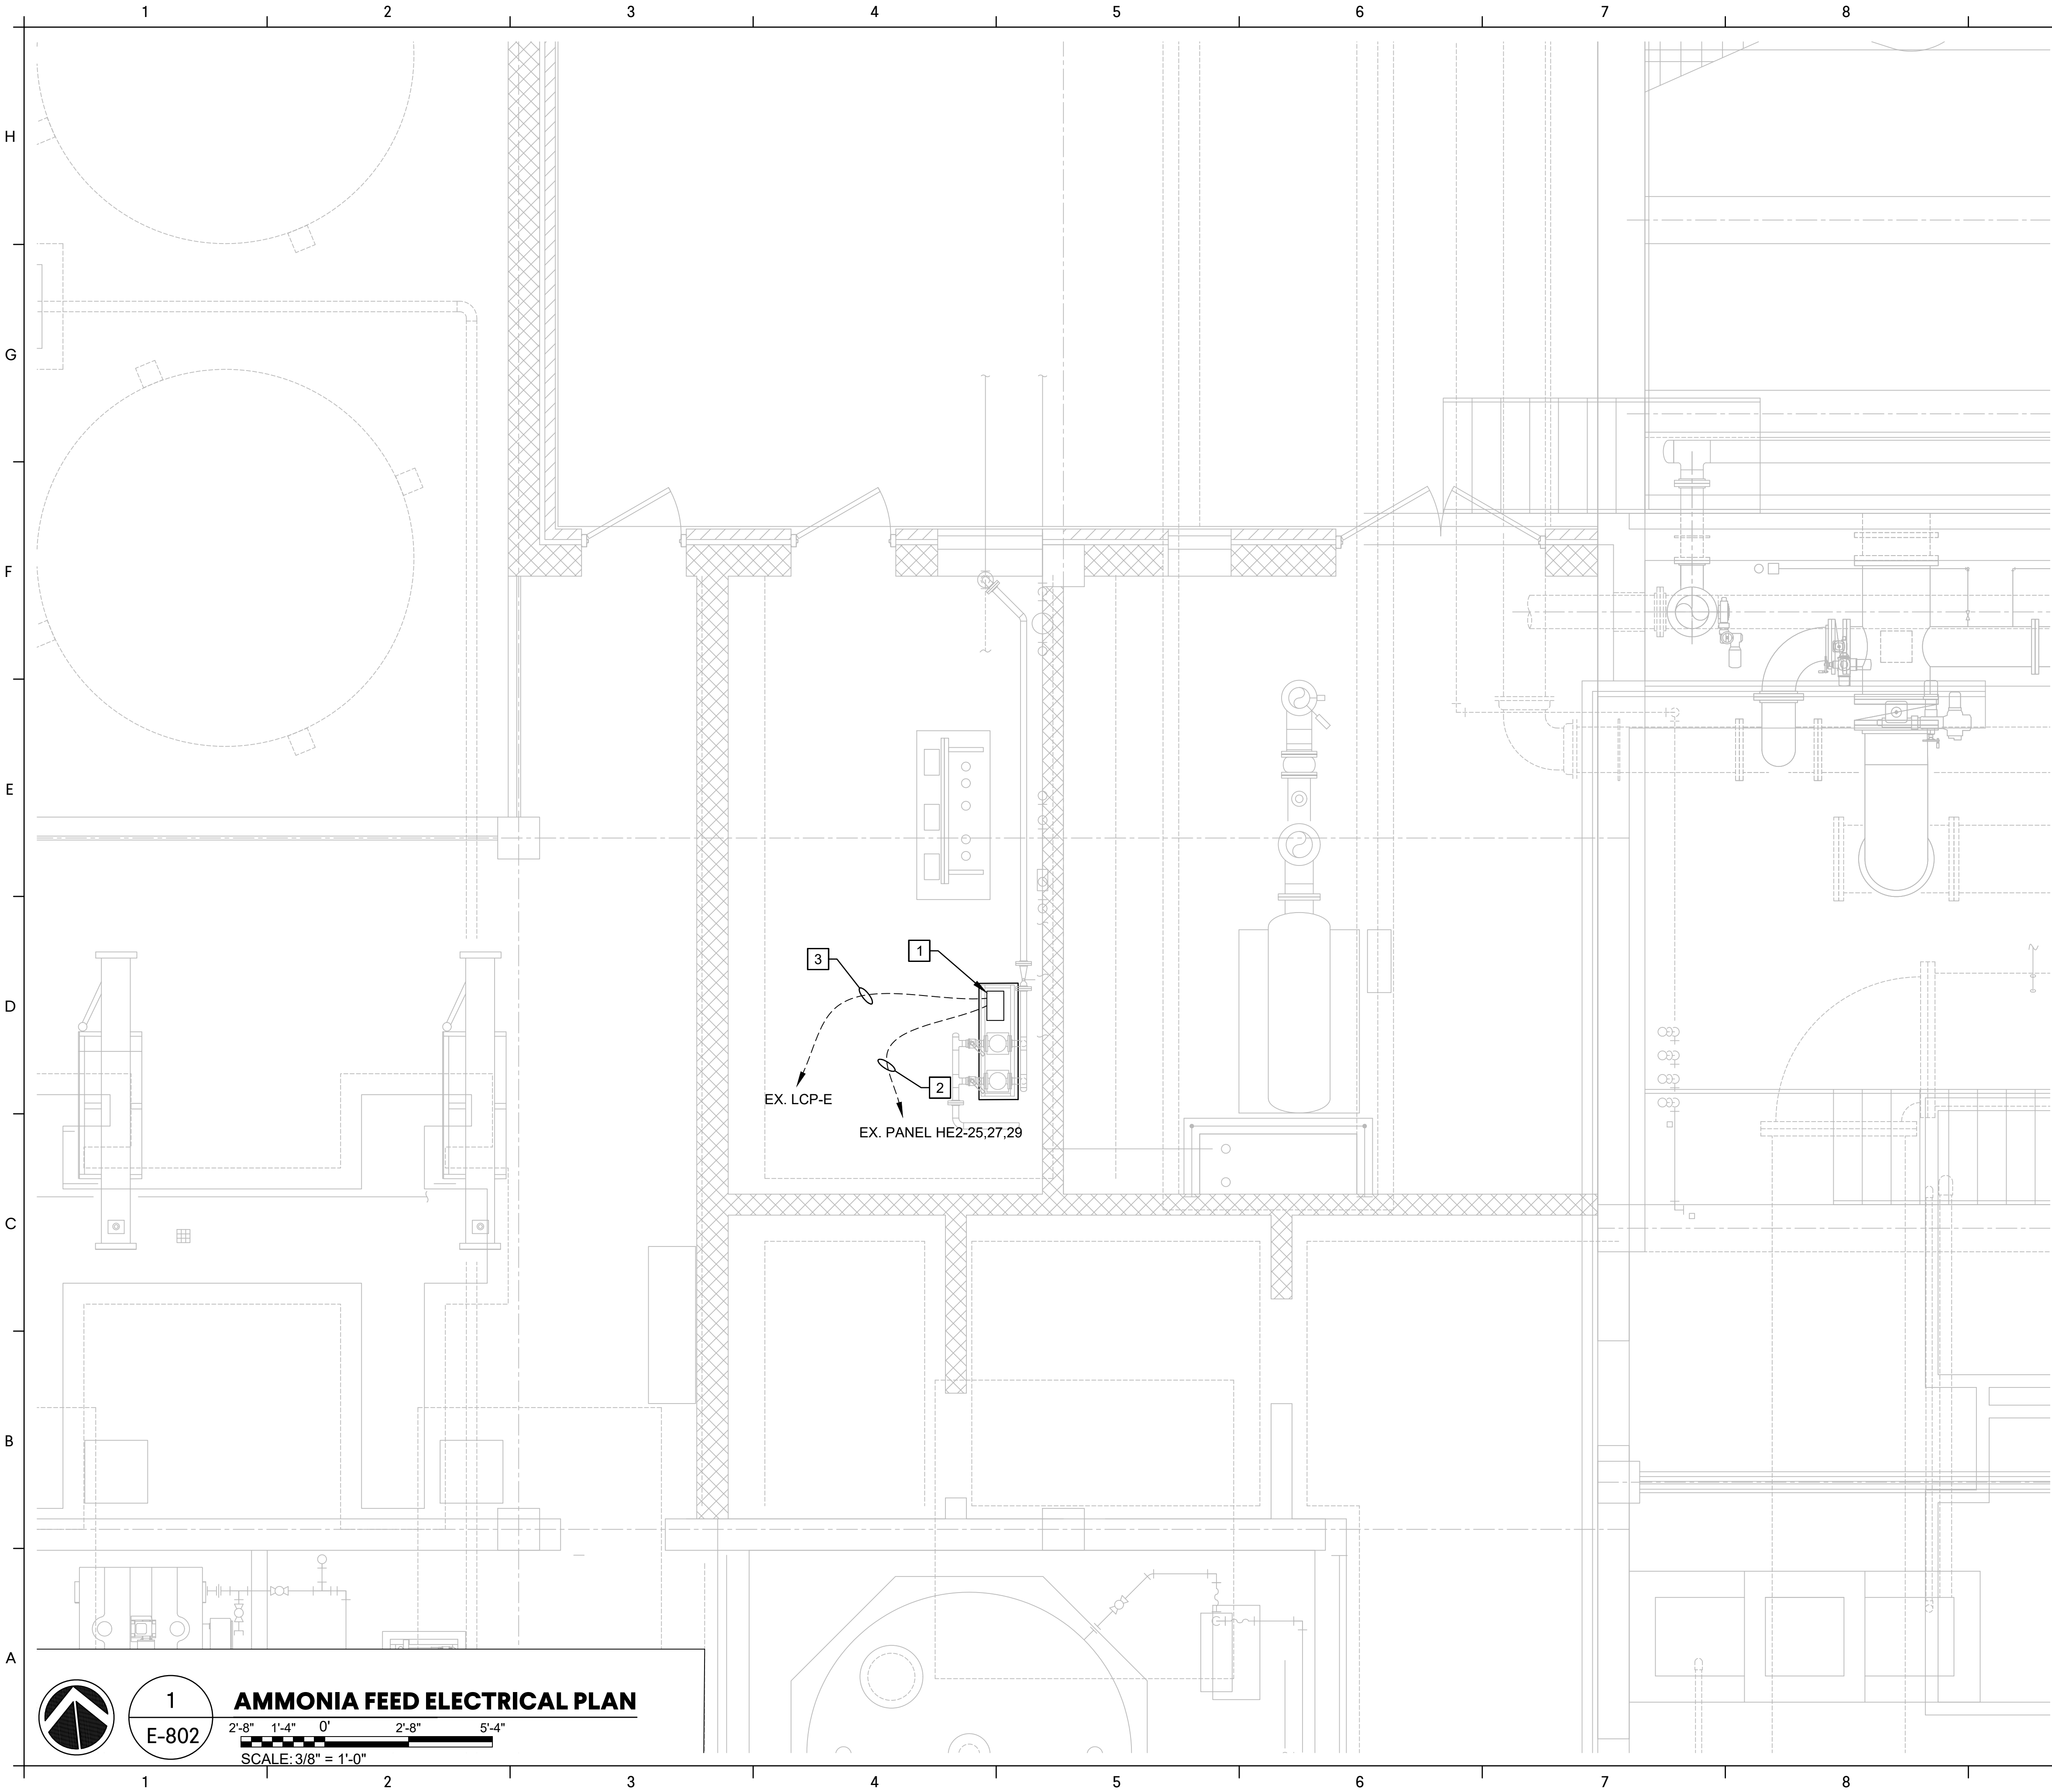 1 2 3 4 5 6 7 8
H
G
F
E
D
C
B
A
3
1
2
EX. LCP-E
EX. PANEL HE2-25,27,29
1
E-802
AMMONIA FEED ELECTRICAL PLAN
2'-8" 1'-4" 0' 2'-8" 5'-4"
SCALE: 3/8" = 1'-0"
1 2 3 4 5 6 7 8